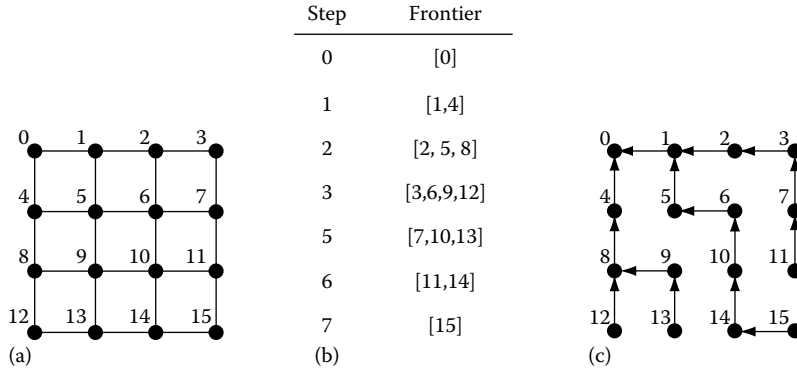 Step Frontier
0 [0]
1 [1,4]
2 [2, 5, 8]
3 [3,6,9,12]
5 [7,10,13]
6 [11,14]
7 [15]
0 1 2 3
4 5 6 7
8 9 10 11
12 13 14 15
(a)
(b)
0 1 2 3
4 5 6 7
8 9 10 11
12 13 14 15
(c)